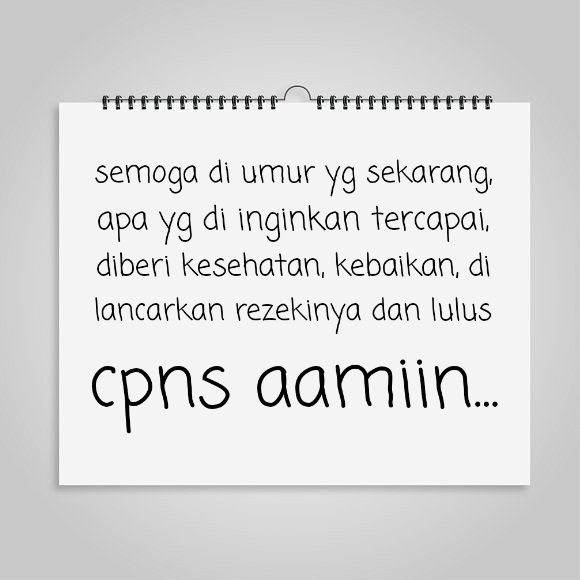 semoga di umur yg sekarang,
apa yg di inginkan tercapai,
diberi kesehatan, kebaikan, di
lancarkan rezekinya dan lulus
cpns aamiin...